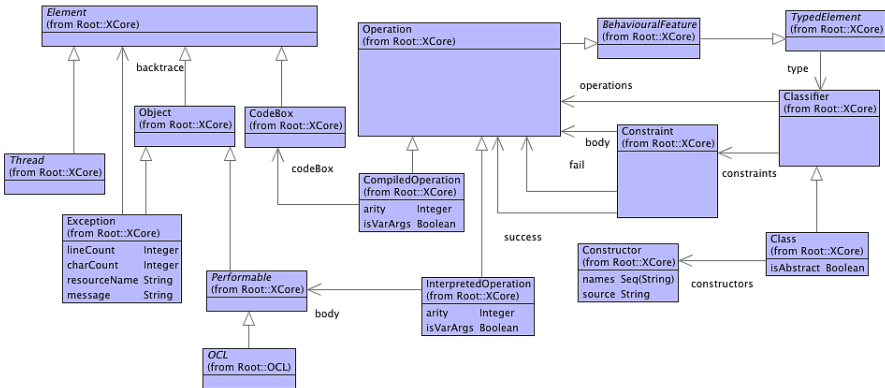 Element
(from Root::XCore)
Operation
(from Root::XCore)
BehaviouralFeature
(from Root::XCore)
TypedElement
(from Root::XCore)
backtrace
type
operations
Object
(from Root::XCore)
CodeBox
(from Root::XCore)
Classifier
(from Root::XCore)
Constraint
(from Root::XCore)
body
Thread
(from Root::XCore)
codeBox
fail
constraints
CompiledOperation
(from Root::XCore)
arity Integer
isVarArgs Boolean
Exception
(from Root::XCore)
lineCount Integer
charCount Integer
resourceName String
message String
success
Class
(from Root::XCore)
isAbstract Boolean
Constructor
(from Root::XCore)
names Seq(String)
source String
constructors
Performable
(from Root::XCore)
InterpretedOperation
(from Root::XCore)
arity Integer
isVarArgs Boolean
body
OCL
(from Root::OCL)